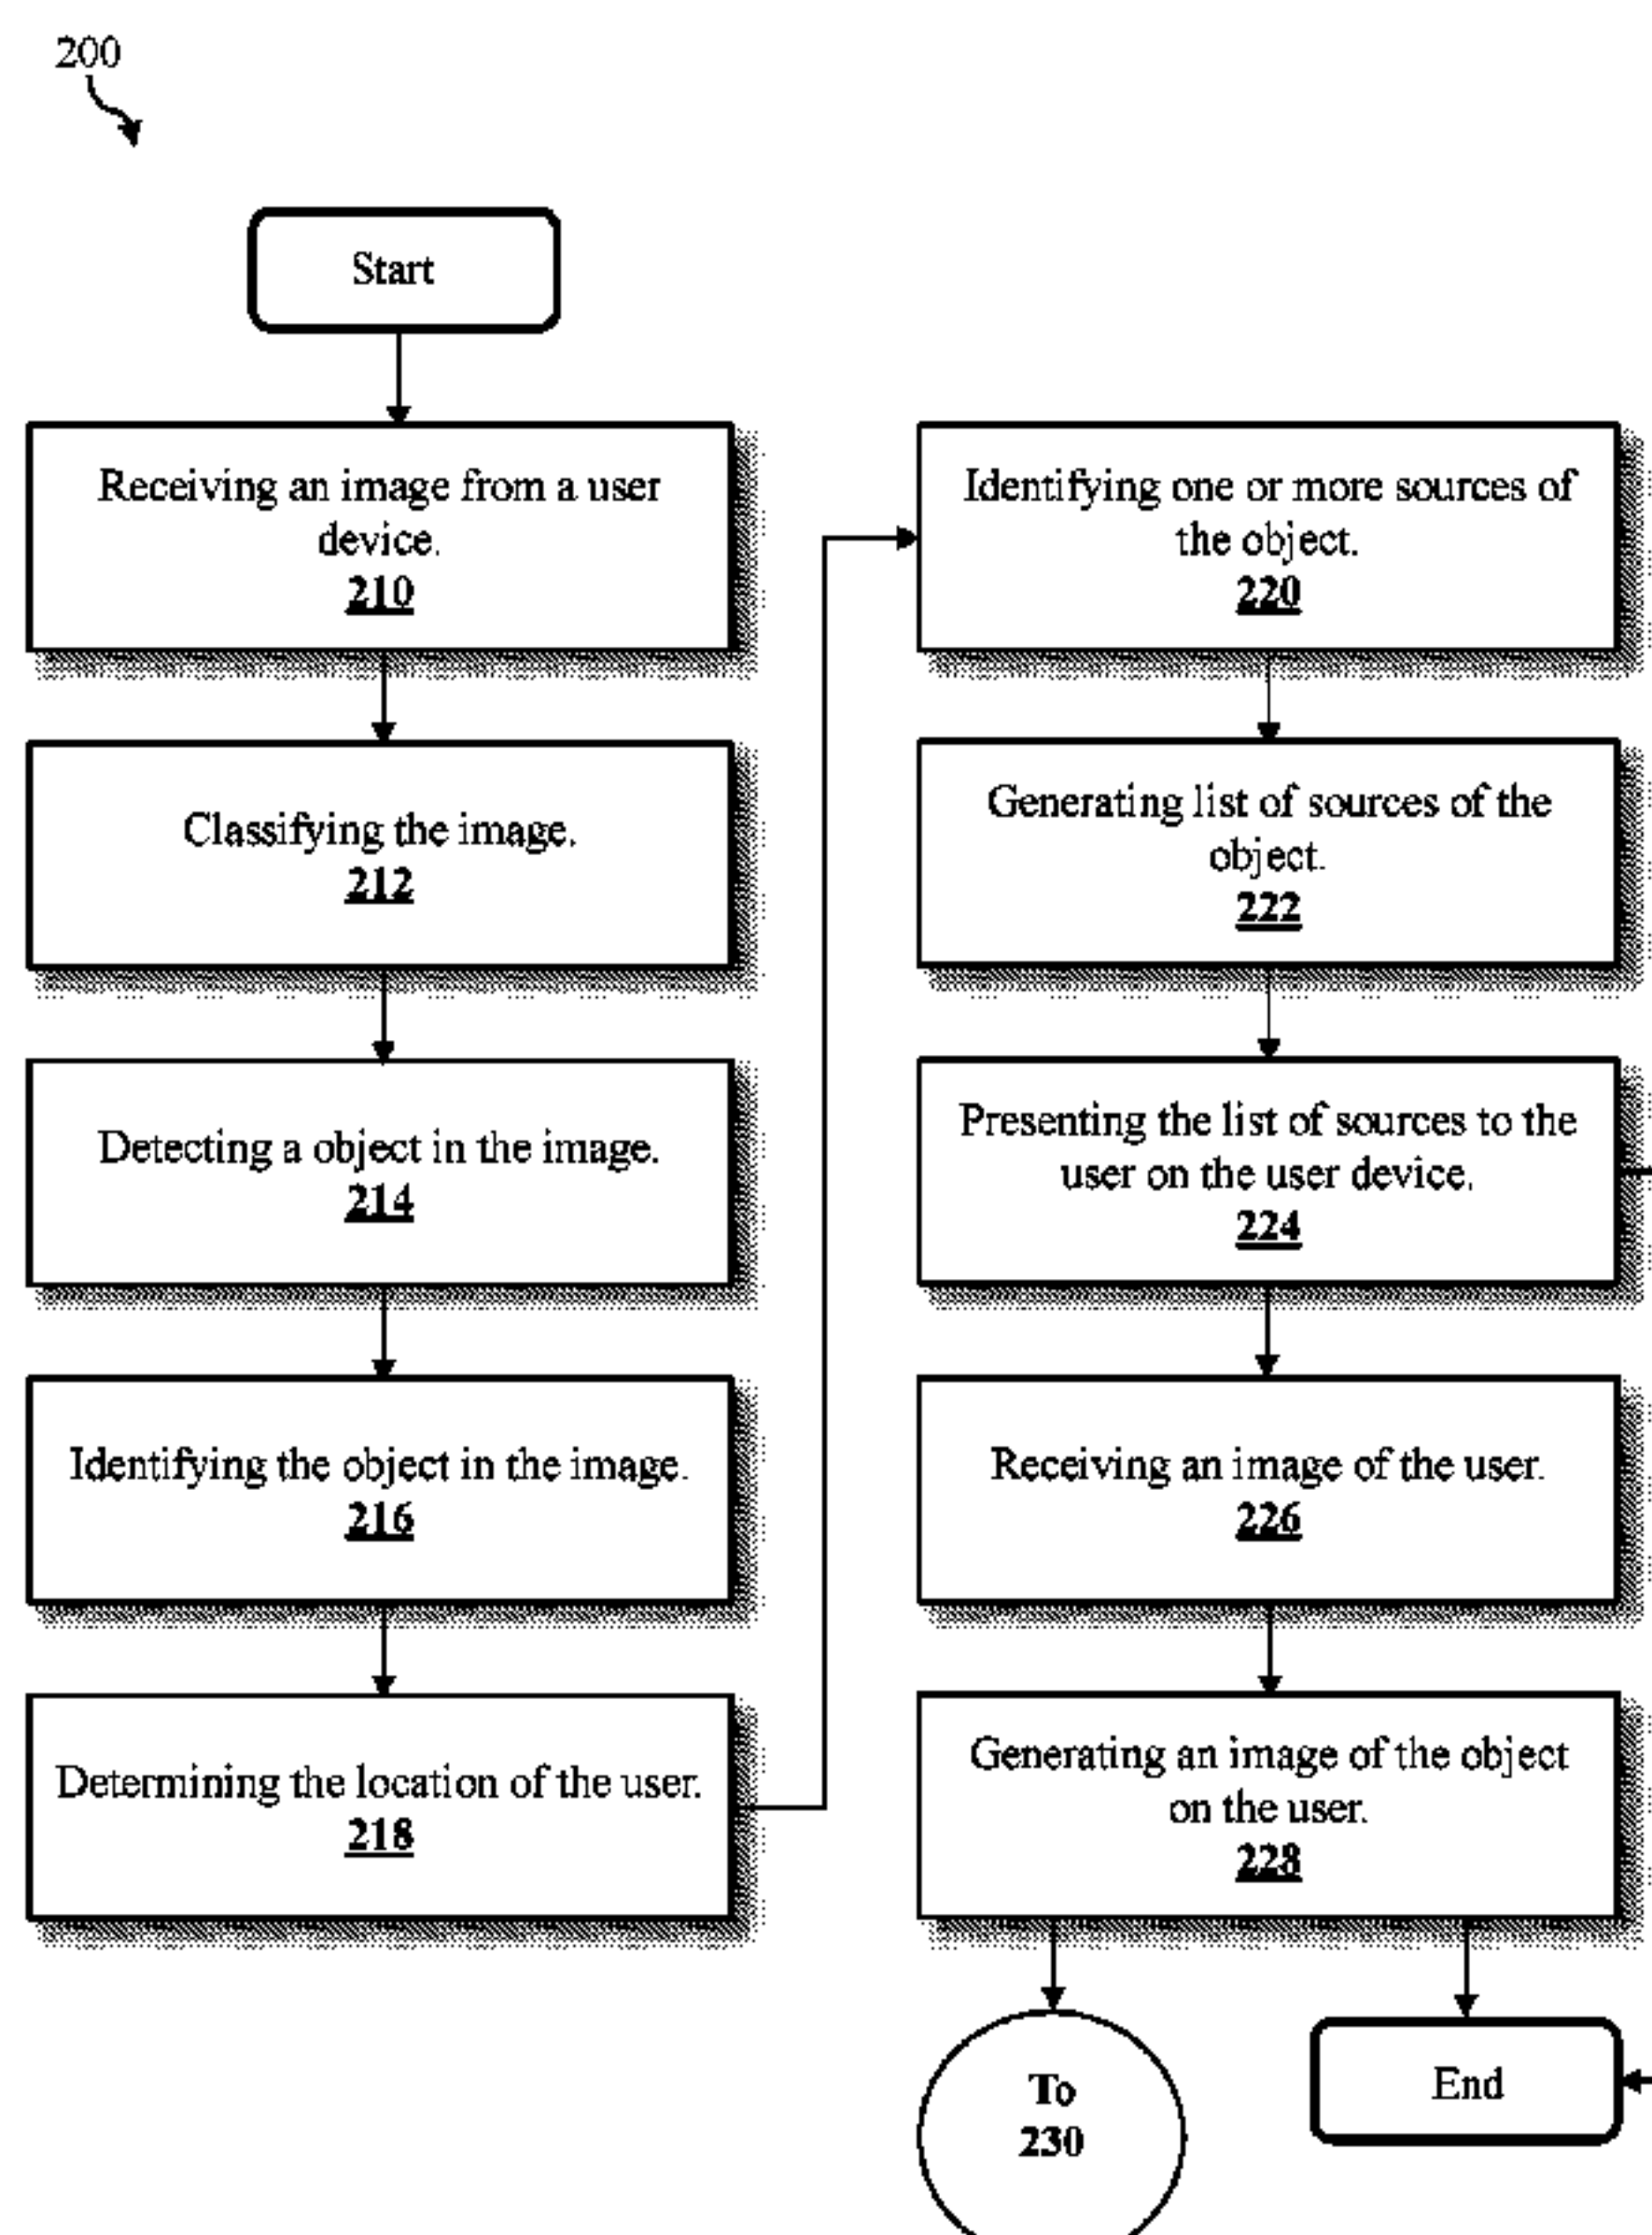 200
Start
Receiving an image from a user
device.
210
Classifying the image.
212
Detecting a object in the image.
214
Identifying the object in the image.
216
Determining the location of the user.
218
Identifying one or more sources of
the object.
220
Generating list of sources of the
object.
222
Presenting the list of sources to the
user on the user device.
224
Receiving an image of the user.
226
Generating an image of the object
on the user.
228
To
230
End